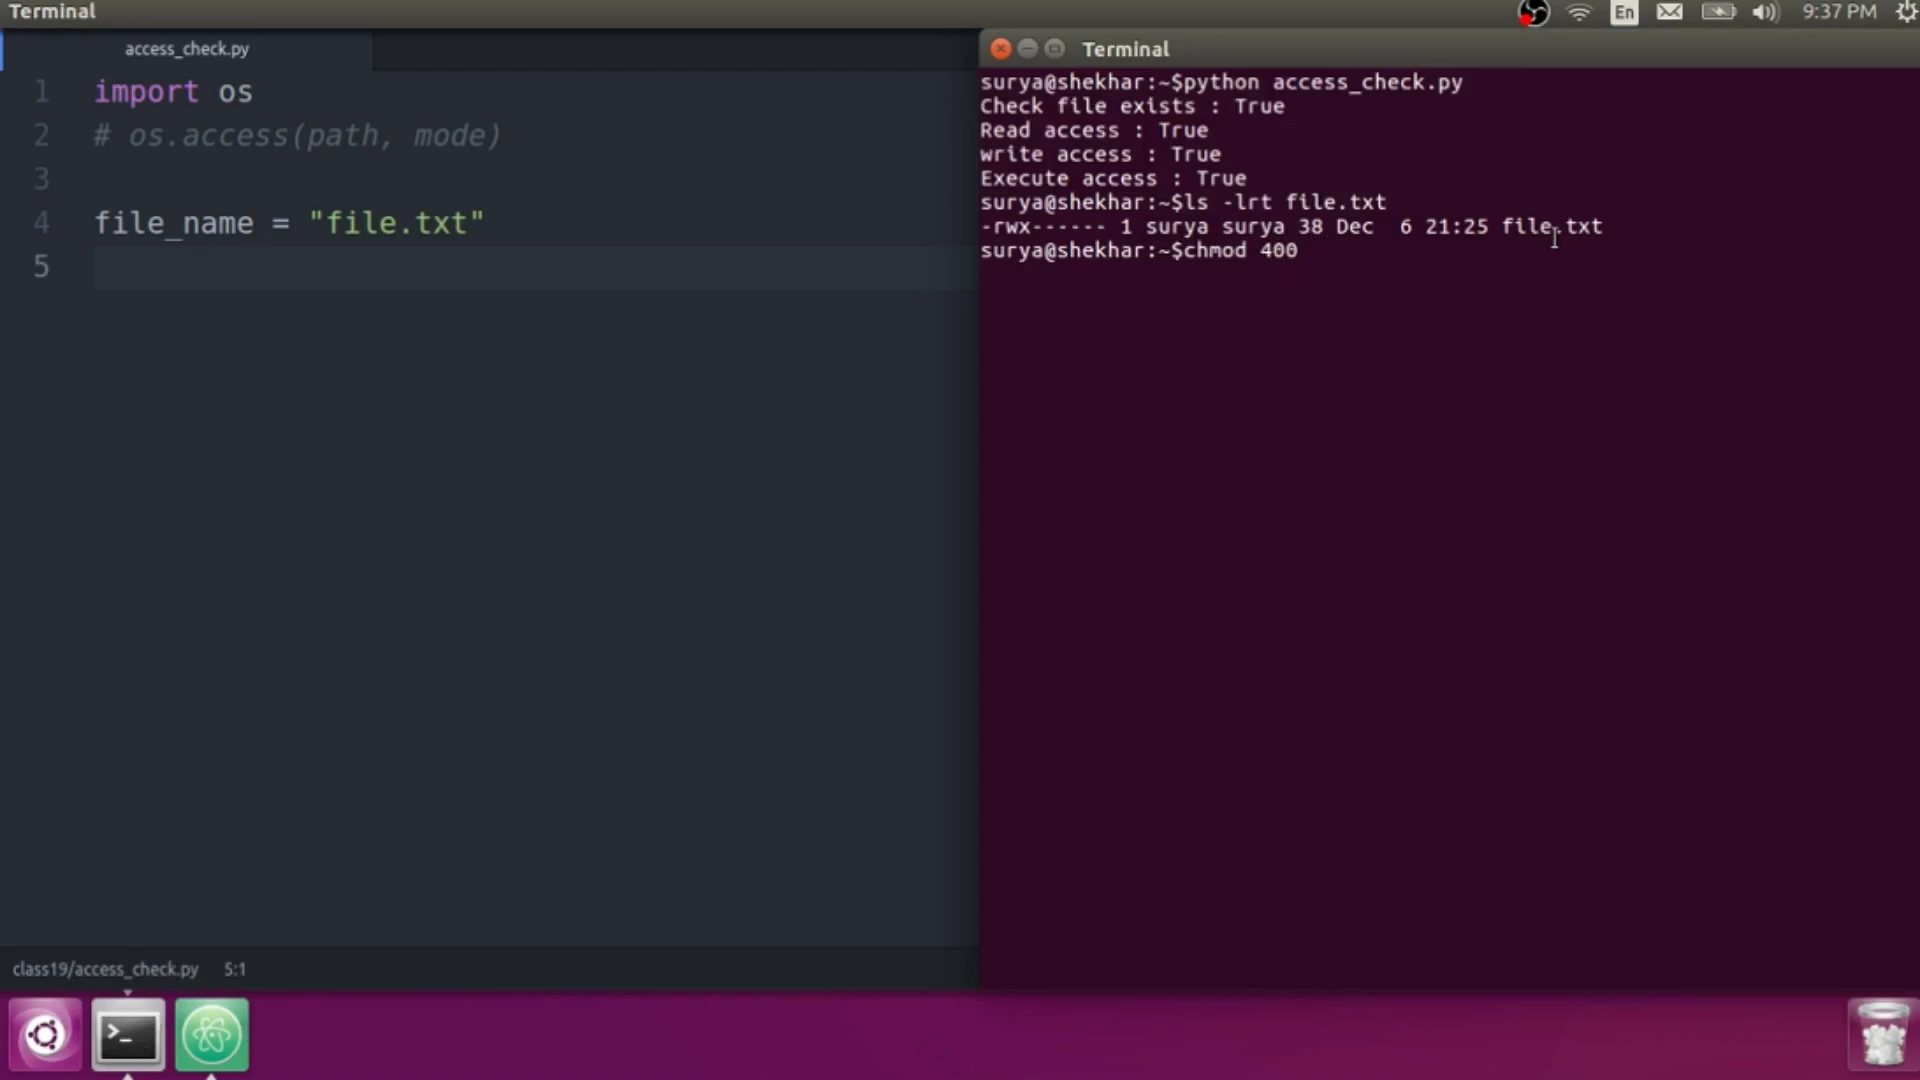 Terminal
En
9:37 PM
access_check.py
1 import os
2 # os.access(path, mode)
3
4 file_name = "file.txt"
5
class19/access_check.py 5:1
Terminal
surya@shekhar:~$python access_check.py
Check file exists : True
Read access : True
write access : True
Execute access : True
surya@shekhar:~$ls -lrt file.txt
-rwx------ 1 surya surya 38 Dec  6 21:25 file.txt
surya@shekhar:~$chmod 400